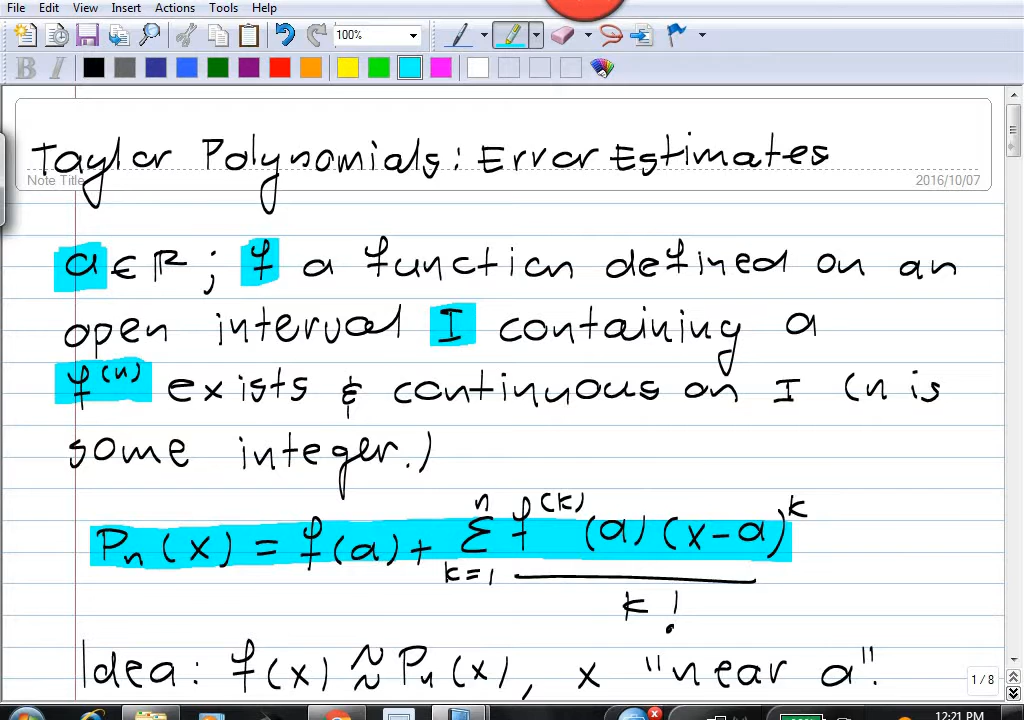 File Edit View Insert Actions Tools Help
100%
B I
Taylor Polynomials: Error Estimates
Note Title 2016/10/07
a ∈ ℝ ; f a function defined on an
open interval I containing a
f^(n) exists & continuous on I (n is
some integer.)
P_n(x) = f(a) + Σ_{k=1}^{n} f^(k)(a)(x-a)^k / k!
Idea: f(x) ≈ P_n(x), x "near a".
1 / 8
12:21 PM